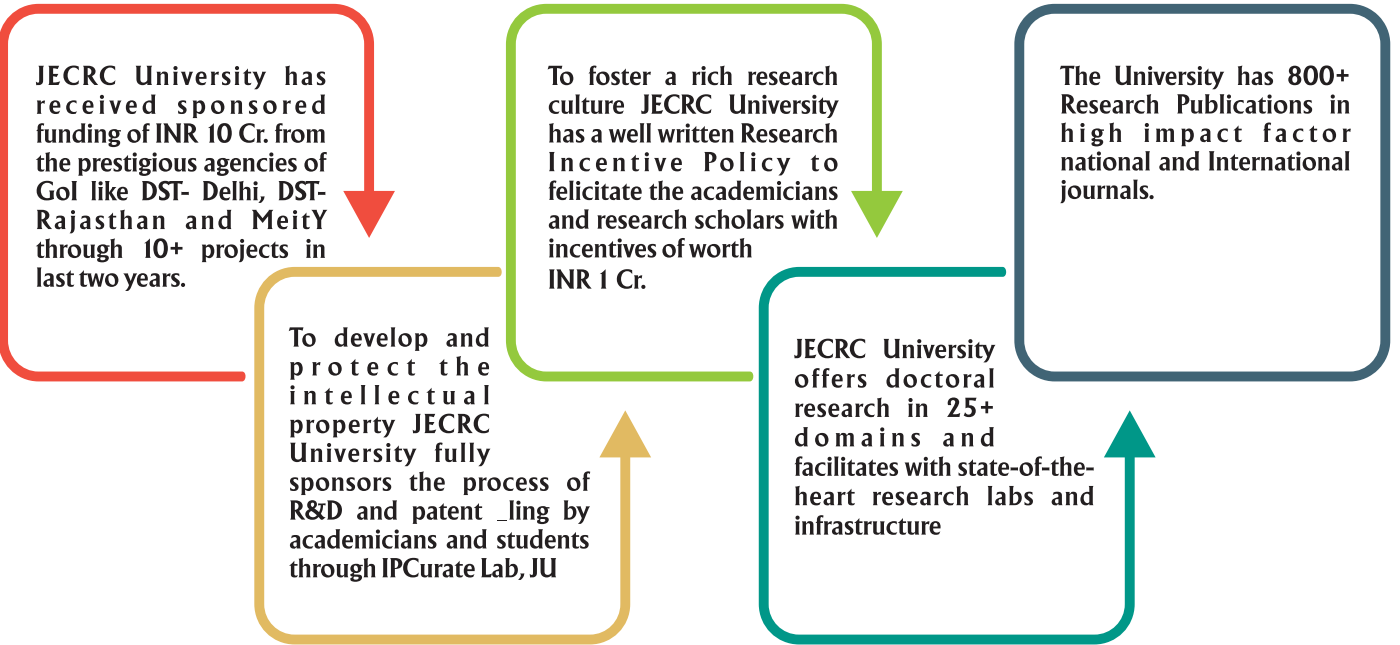 JECRC University has
received sponsored
funding of INR 10 Cr. from
the prestigious agencies of
GoI like DST- Delhi, DST-
Rajasthan and MeitY
through 10+ projects in
last two years.
To develop and
protect the
intellectual
property JECRC
University fully
sponsors the process of
R&D and patent _ling by
academicians and students
through IPCurate Lab, JU
To foster a rich research
culture JECRC University
has a well written Research
Incentive Policy to
felicitate the academicians
and research scholars with
incentives of worth
INR 1 Cr.
JECRC University
offers doctoral
research in 25+
domains and
facilitates with state-of-the-
heart research labs and
infrastructure
The University has 800+
Research Publications in
high impact factor
national and International
journals.